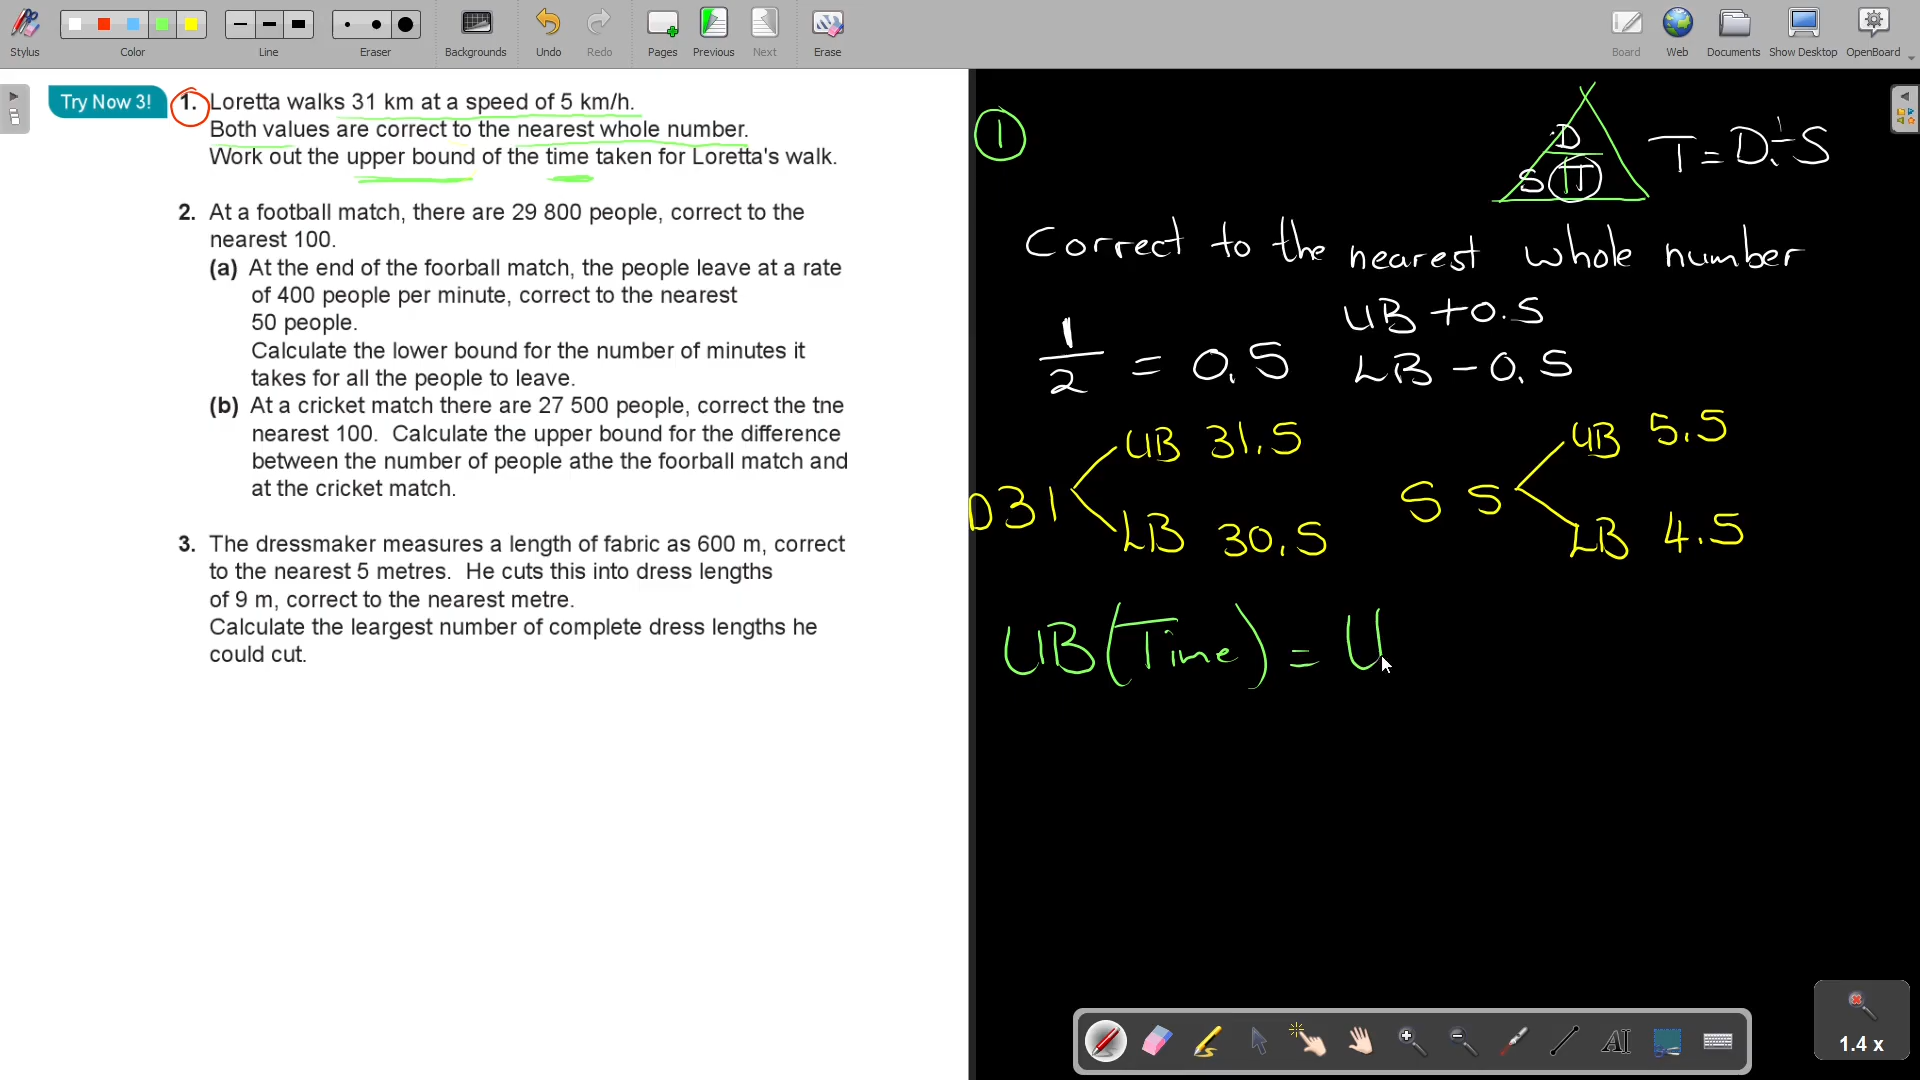 Stylus Color Line Eraser Backgrounds Undo Redo Pages Previous Next Erase Board Web Documents Show Desktop OpenBoard
Try Now 3!
1. Loretta walks 31 km at a speed of 5 km/h.
Both values are correct to the nearest whole number.
Work out the upper bound of the time taken for Loretta's walk.
2. At a football match, there are 29 800 people, correct to the
nearest 100.
(a) At the end of the foorball match, the people leave at a rate
of 400 people per minute, correct to the nearest
50 people.
Calculate the lower bound for the number of minutes it
takes for all the people to leave.
(b) At a cricket match there are 27 500 people, correct the tne
nearest 100. Calculate the upper bound for the difference
between the number of people athe the foorball match and
at the cricket match.
3. The dressmaker measures a length of fabric as 600 m, correct
to the nearest 5 metres. He cuts this into dress lengths
of 9 m, correct to the nearest metre.
Calculate the leargest number of complete dress lengths he
could cut.
1
D
S T
T = D ÷ S
Correct to the nearest whole number
1/2 = 0.5
UB +0.5
LB -0.5
D 31
UB 31.5
LB 30.5
S 5
UB 5.5
LB 4.5
UB (Time) = U
AI
1.4 x